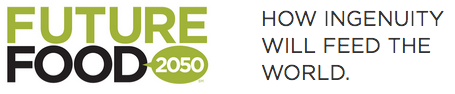 FUTURE
FOOD 2050
HOW INGENUITY
WILL FEED THE
WORLD.